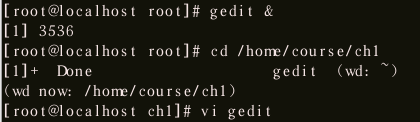 [root@localhost root]# gedit &
[1] 3536
[root@localhost root]# cd /home/course/ch1
[1]+  Done                    gedit  (wd: ~)
(wd now: /home/course/ch1)
[root@localhost ch1]# vi gedit